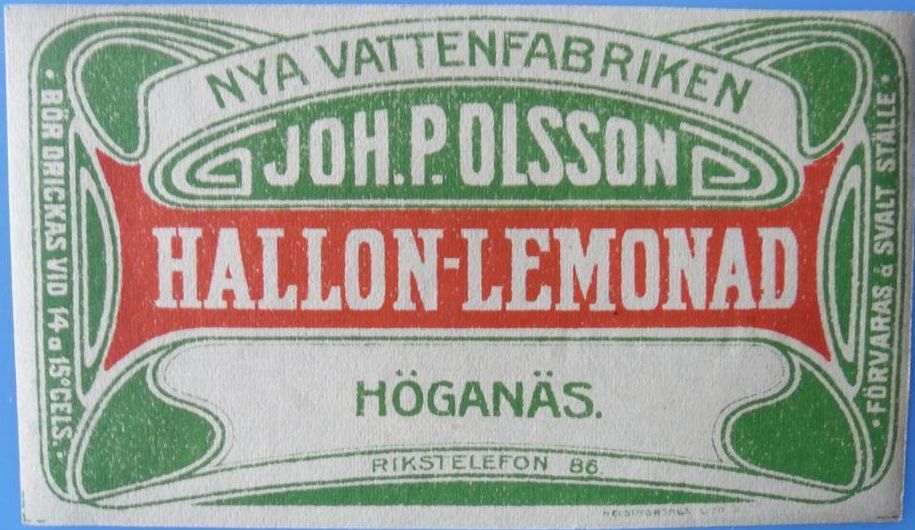 NYA VATTENFABRIKEN
JOH. P. OLSSON
HALLON-LEMONAD
HÖGANÄS.
RIKSTELEFON 86.
• BÖR DRICKAS VID 14 a 15° CELS. •
• FÖRVARAS & SVALT STÄLLE •